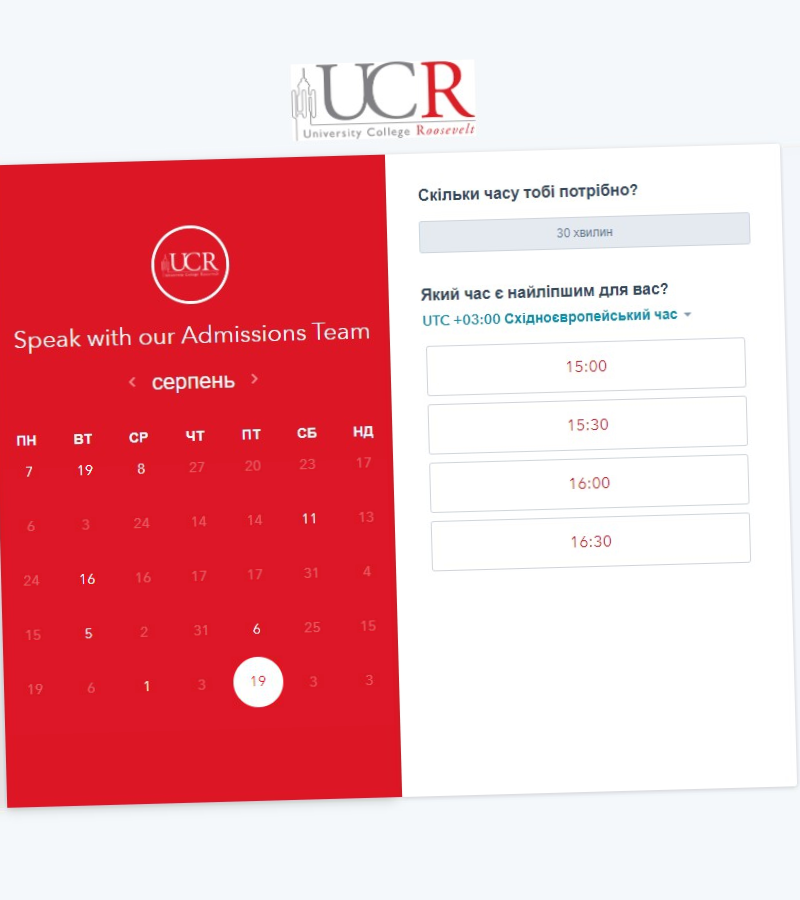 UCR
University College Roosevelt
UCR
Speak with our Admissions Team
серпень
ПН ВТ СР ЧТ ПТ СБ НД
7 19 8 27 20 23 17
6 3 24 14 14 11 13
24 16 16 17 17 31 4
15 5 2 31 6 25 15
19 6 1 3 19 3 3
Скільки часу тобі потрібно?
30 хвилин
Який час є найліпшим для вас?
UTC +03:00 Східноєвропейський час
15:00
15:30
16:00
16:30